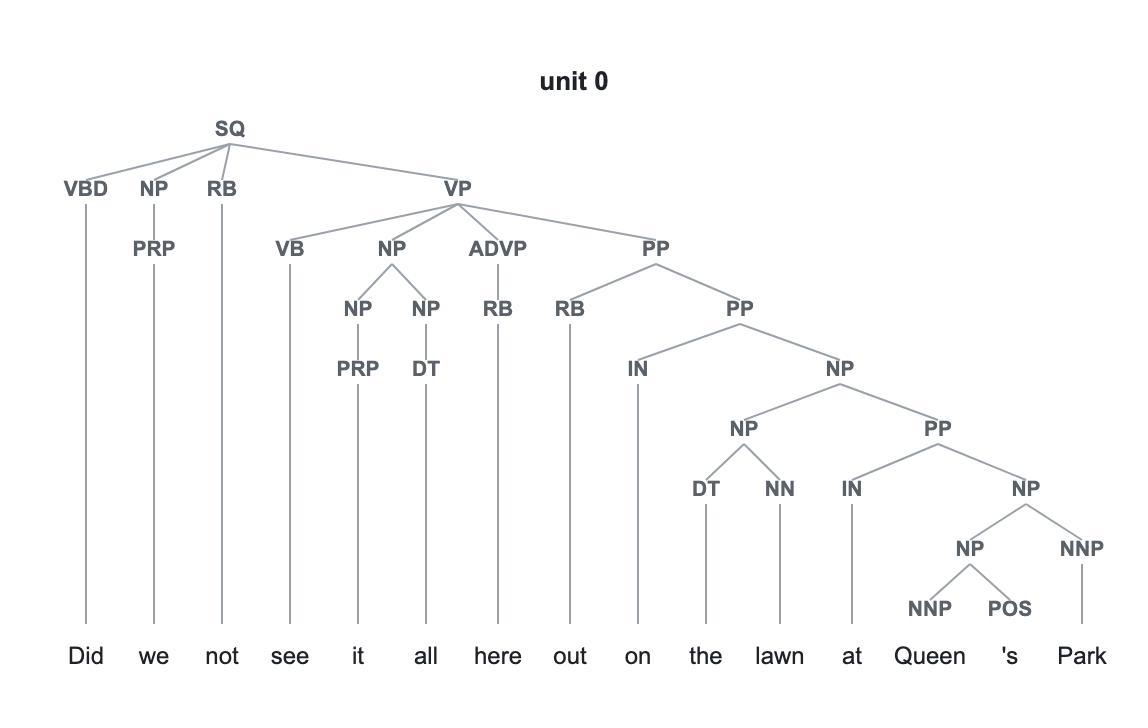 unit 0
SQ
VBD NP RB VP
PRP VB NP ADVP PP
NP NP RB RB PP
PRP DT IN NP
NP PP
DT NN IN NP
NP NNP
NNP POS
Did we not see it all here out on the lawn at Queen 's Park